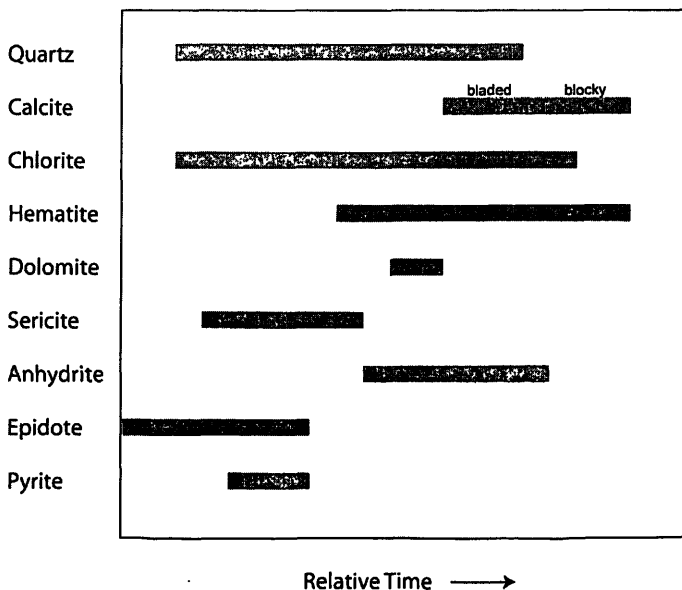 Quartz
bladed blocky
Calcite
Chlorite
Hematite
Dolomite
Sericite
Anhydrite
Epidote
Pyrite
Relative Time